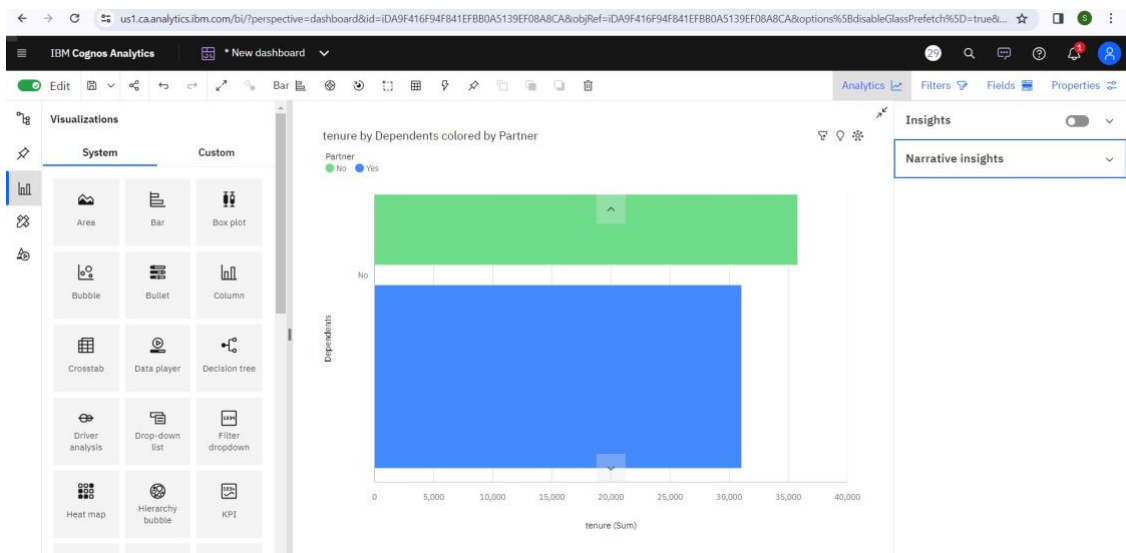 us1.ca.analytics.ibm.com/bi/?perspective=dashboard&id=iDA9F416F94F841EFBB0A5139EF08A8CA&objRef=iDA9F416F94F841EFBB0A5139EF08A8CA&options%5BdisableGlassPrefetch%5D=true&...
S
IBM Cognos Analytics
* New dashboard
29
1
Edit
Bar
Analytics
Filters
Fields
Properties
Visualizations
System
Custom
Area
Bar
Box plot
Bubble
Bullet
Column
Crosstab
Data player
Decision tree
Driver
analysis
Drop-down
list
Filter
dropdown
Heat map
Hierarchy
bubble
KPI
tenure by Dependents colored by Partner
Partner
No
Yes
No
Dependents
0
5,000
10,000
15,000
20,000
25,000
30,000
35,000
40,000
tenure (Sum)
Insights
Narrative insights